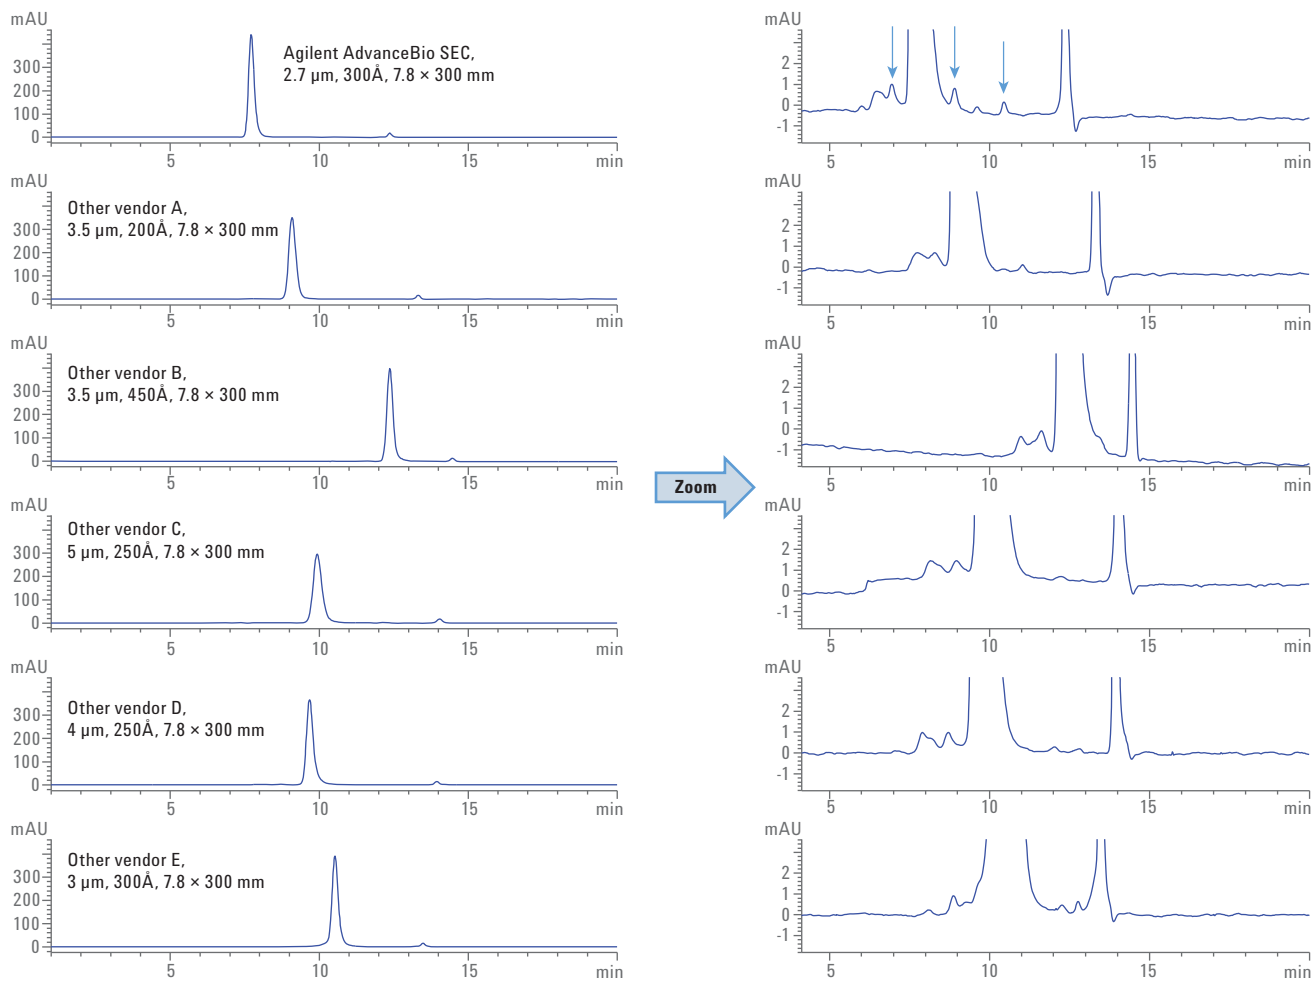 mAU
300
200
100
0
Agilent AdvanceBio SEC,
2.7 µm, 300Å, 7.8 × 300 mm
5
10
15
min
mAU
2
1
0
-1
5
10
15
min
mAU
300
200
100
0
Other vendor A,
3.5 µm, 200Å, 7.8 × 300 mm
5
10
15
min
mAU
2
1
0
-1
5
10
15
min
mAU
300
200
100
0
Other vendor B,
3.5 µm, 450Å, 7.8 × 300 mm
5
10
15
min
mAU
2
1
0
-1
5
10
15
min
Zoom
mAU
300
200
100
0
Other vendor C,
5 µm, 250Å, 7.8 × 300 mm
5
10
15
min
mAU
2
1
0
-1
5
10
15
min
mAU
300
200
100
0
Other vendor D,
4 µm, 250Å, 7.8 × 300 mm
5
10
15
min
mAU
2
1
0
-1
5
10
15
min
mAU
300
200
100
0
Other vendor E,
3 µm, 300Å, 7.8 × 300 mm
5
10
15
min
mAU
2
1
0
-1
5
10
15
min